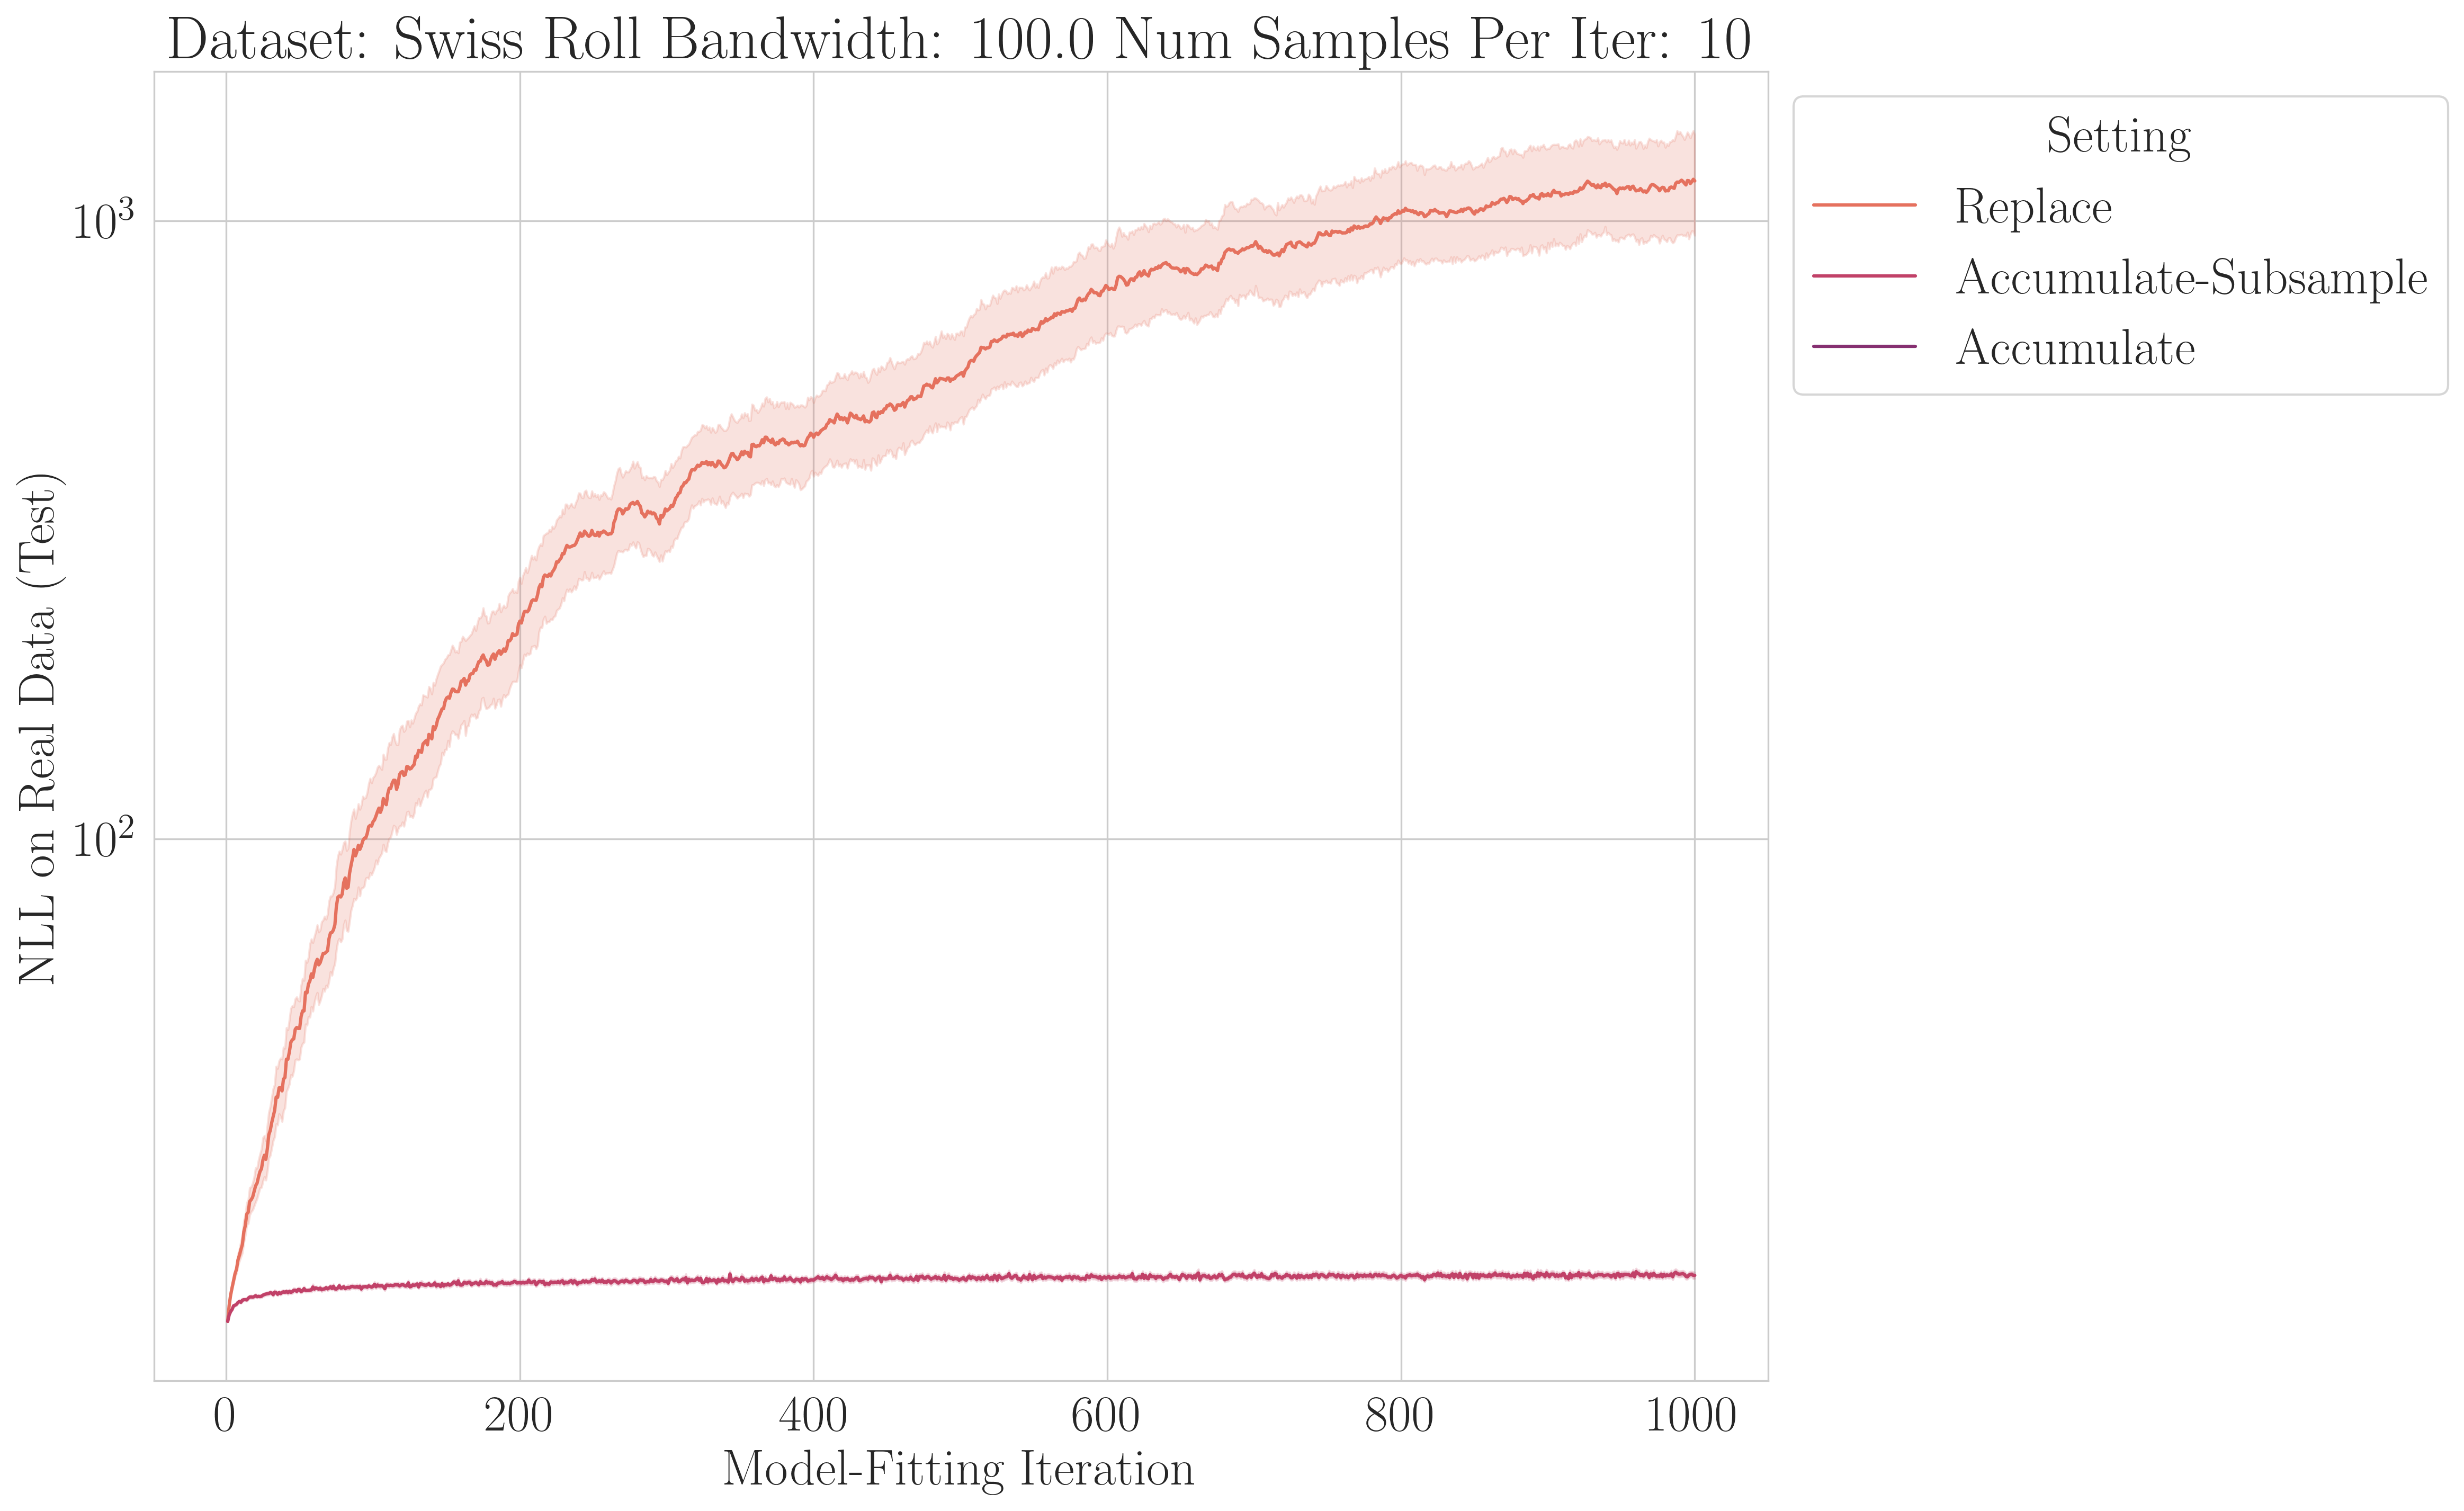 Dataset: Swiss Roll Bandwidth: 100.0 Num Samples Per Iter: 10
NLL on Real Data (Test)
10³
10²
0 200 400 600 800 1000
Model-Fitting Iteration
Setting
Replace
Accumulate-Subsample
Accumulate